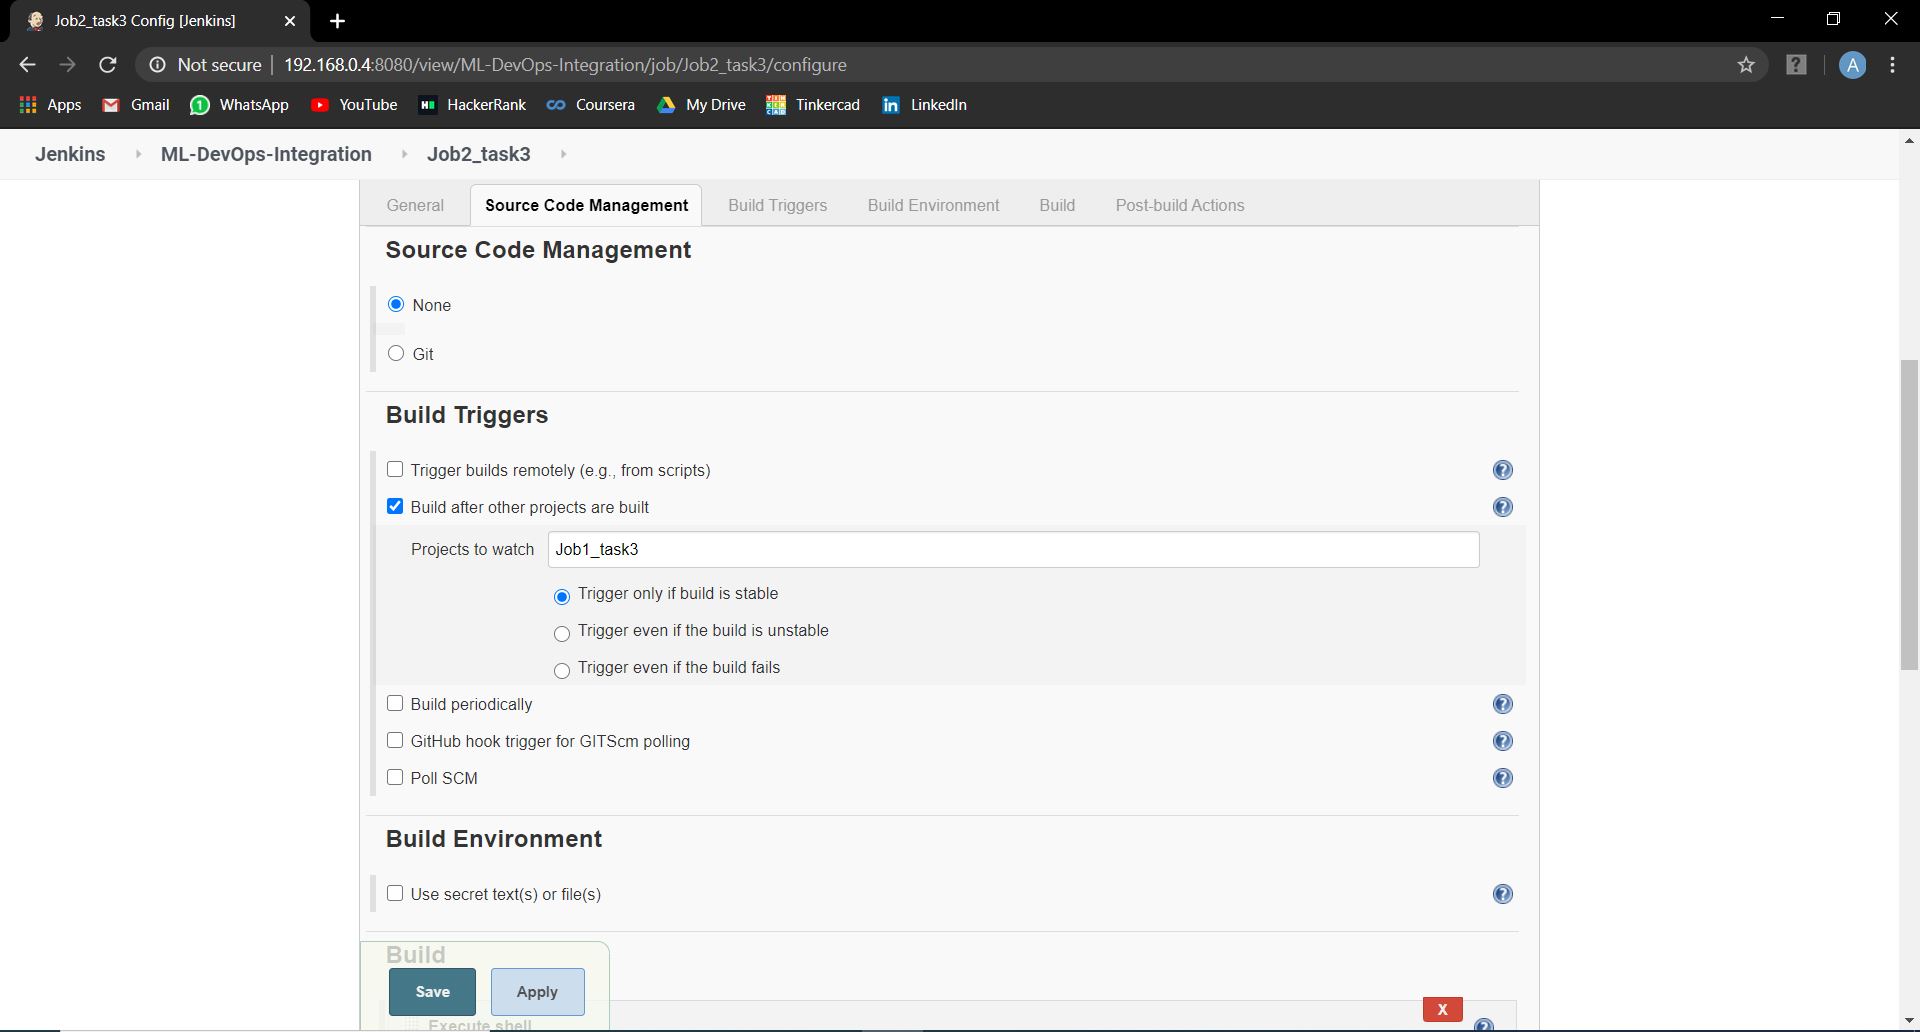 Job2_task3 Config [Jenkins]
Not secure 192.168.0.4:8080/view/ML-DevOps-Integration/job/Job2_task3/configure ? A
Apps Gmail 1 WhatsApp YouTube HackerRank Coursera My Drive Tinkercad in LinkedIn
Jenkins ML-DevOps-Integration Job2_task3
General Source Code Management Build Triggers Build Environment Build Post-build Actions
Source Code Management
None
Git
Build Triggers
Trigger builds remotely (e.g., from scripts) ?
Build after other projects are built ?
Projects to watch Job1_task3
Trigger only if build is stable
Trigger even if the build is unstable
Trigger even if the build fails
Build periodically ?
GitHub hook trigger for GITScm polling ?
Poll SCM ?
Build Environment
Use secret text(s) or file(s) ?
Build
Save Apply
X
Execute shell ?